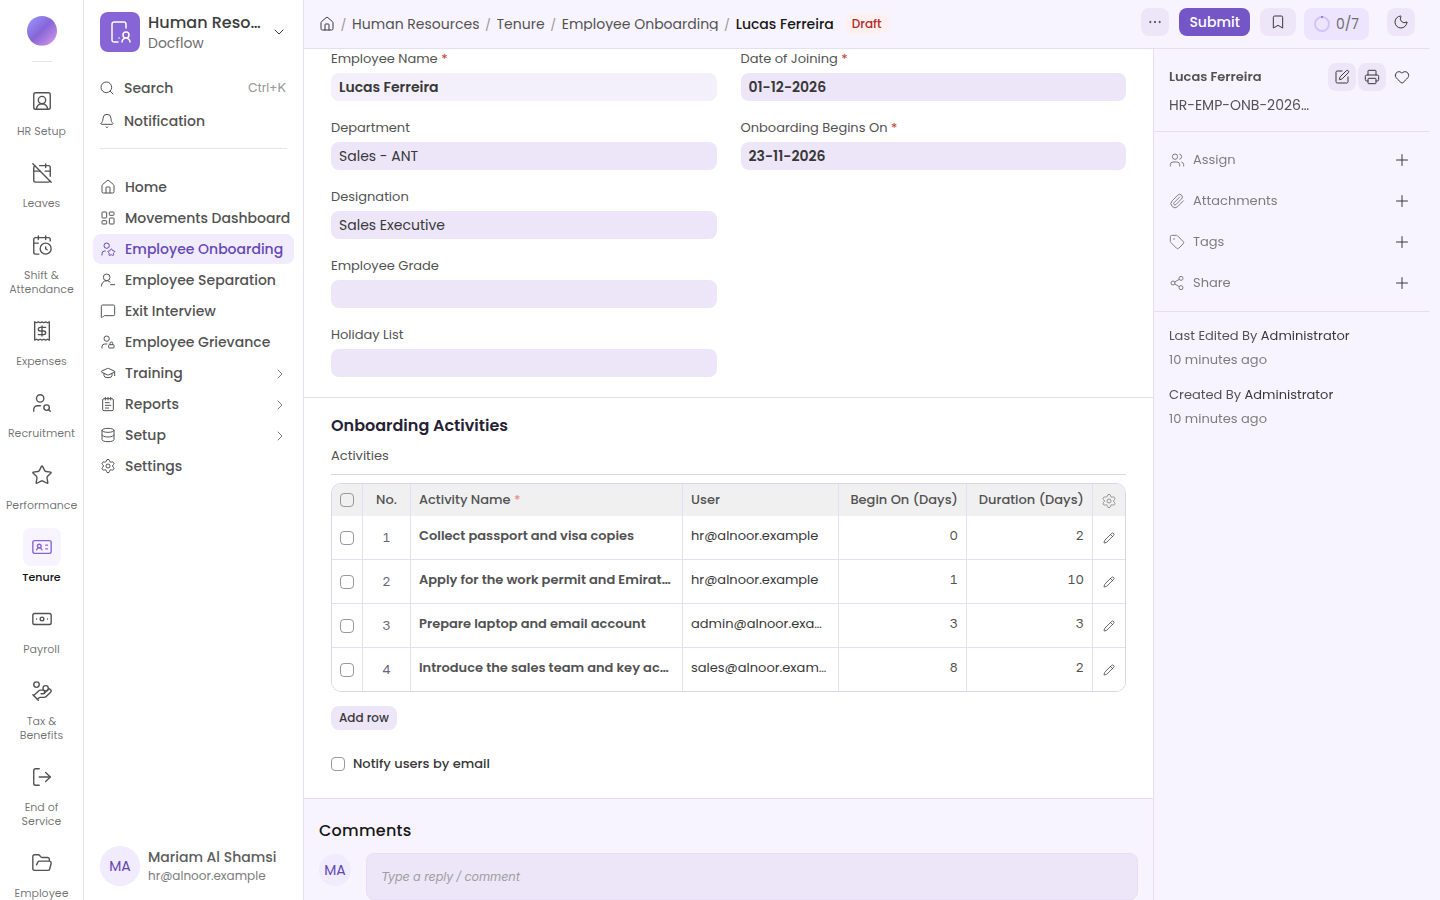 Human Reso...
Docflow
Search Ctrl+K
Notification
Home
Movements Dashboard
Employee Onboarding
Employee Separation
Exit Interview
Employee Grievance
Training
Reports
Setup
Settings
Mariam Al Shamsi
hr@alnoor.example
MA
HR Setup
Leaves
Shift &
Attendance
Expenses
Recruitment
Performance
Tenure
Payroll
Tax &
Benefits
End of
Service
Employee
/ Human Resources / Tenure / Employee Onboarding / Lucas Ferreira Draft
Submit
0/7
Employee Name *
Lucas Ferreira
Date of Joining *
01-12-2026
Department
Sales - ANT
Onboarding Begins On *
23-11-2026
Designation
Sales Executive
Employee Grade
Holiday List
Onboarding Activities
Activities
No. Activity Name * User Begin On (Days) Duration (Days)
1 Collect passport and visa copies hr@alnoor.example 0 2
2 Apply for the work permit and Emirat... hr@alnoor.example 1 10
3 Prepare laptop and email account admin@alnoor.exa... 3 3
4 Introduce the sales team and key ac... sales@alnoor.exam... 8 2
Add row
Notify users by email
Comments
MA
Type a reply / comment
Lucas Ferreira
HR-EMP-ONB-2026...
Assign
Attachments
Tags
Share
Last Edited By Administrator
10 minutes ago
Created By Administrator
10 minutes ago